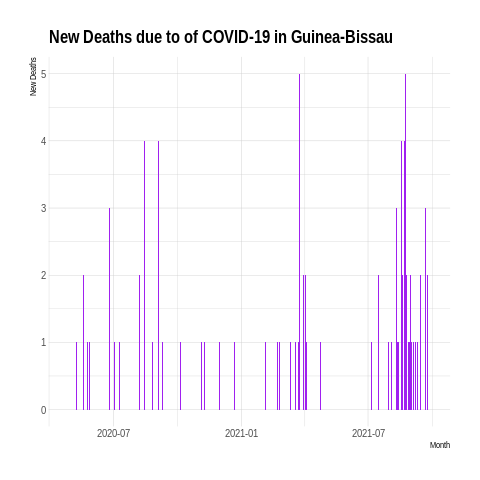 New Deaths due to of COVID-19 in Guinea-Bissau
New Deaths
5
4
3
2
1
0
2020-07 2021-01 2021-07
Month